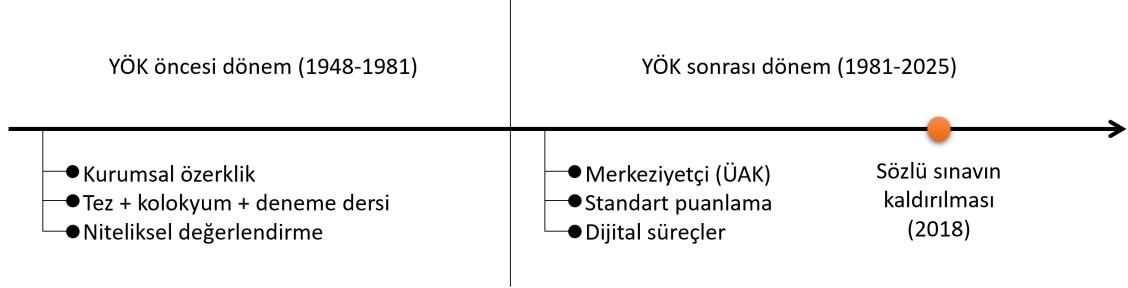 YÖK öncesi dönem (1948-1981)
YÖK sonrası dönem (1981-2025)
Kurumsal özerklik
Tez + kolokyum + deneme dersi
Niteliksel değerlendirme
Merkeziyetçi (ÜAK)
Standart puanlama
Dijital süreçler
Sözlü sınavın
kaldırılması
(2018)